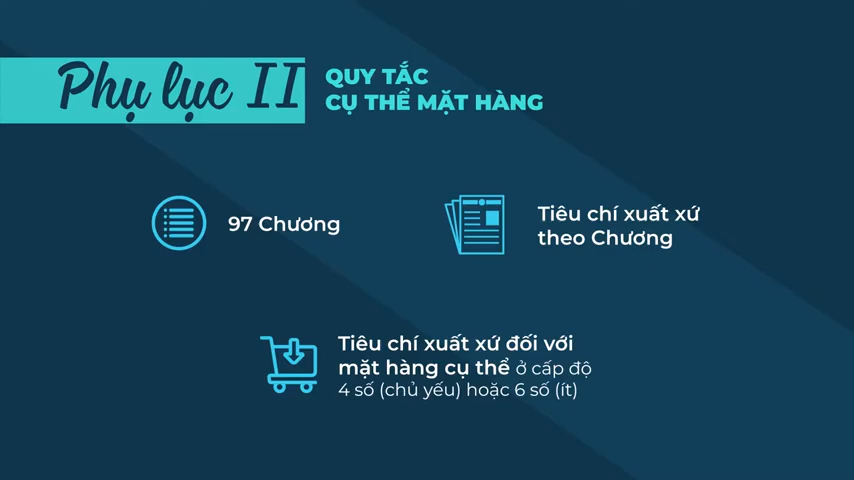 Phụ lục II
QUY TẮC
CỤ THỂ MẶT HÀNG
97 Chương
Tiêu chí xuất xứ
theo Chương
Tiêu chí xuất xứ đối với
mặt hàng cụ thể ở cấp độ
4 số (chủ yếu) hoặc 6 số (ít)